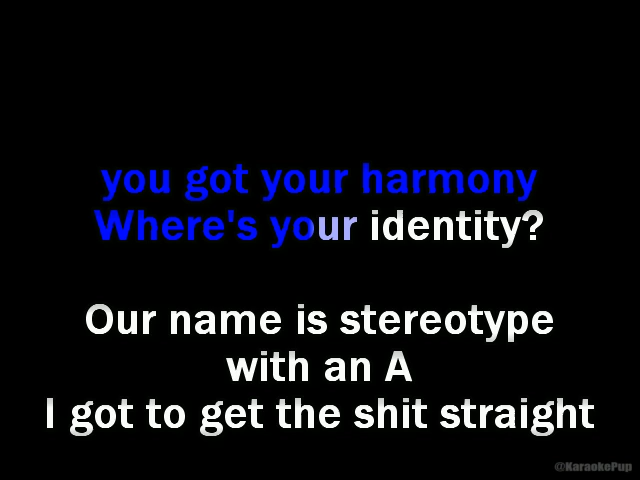 you got your harmony
Where's your identity?
Our name is stereotype
with an A
I got to get the shit straight
@KaraokePup